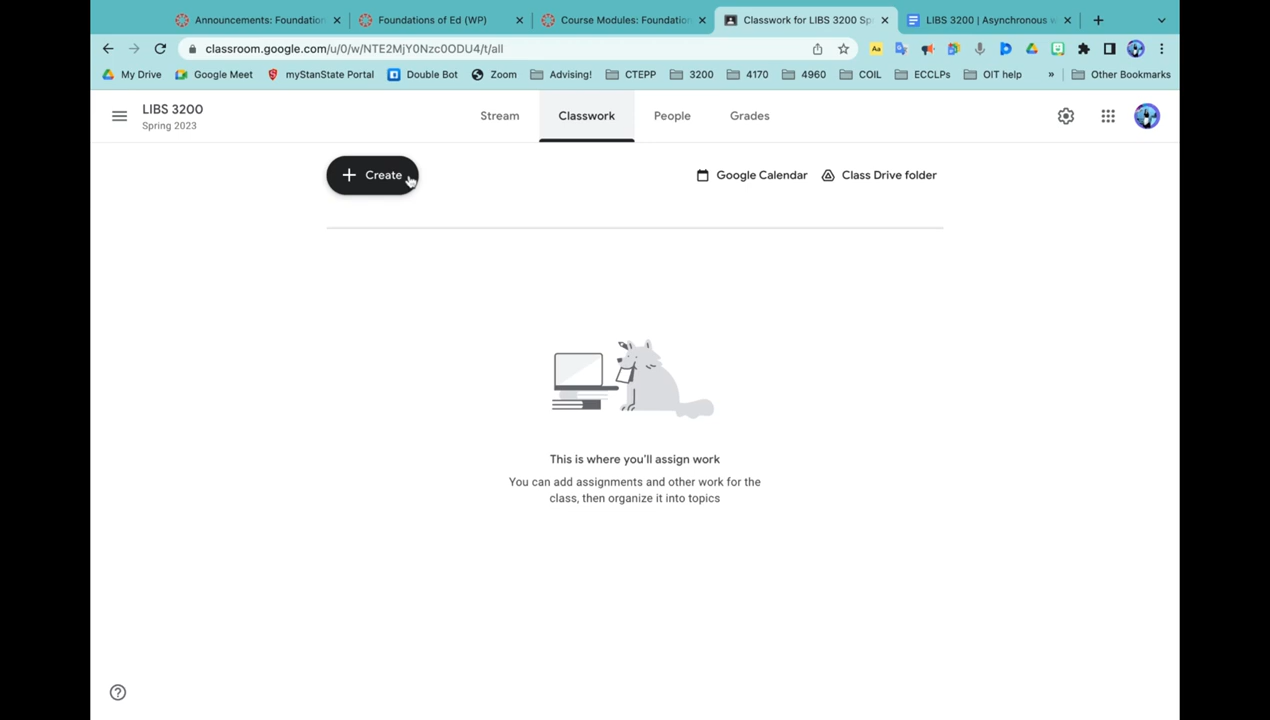 Announcements: Foundation
Foundations of Ed (WP)
Course Modules: Foundation
Classwork for LIBS 3200 Sp
LIBS 3200 | Asynchronous w
classroom.google.com/u/0/w/NTE2MjY0Nzc0ODU4/t/all
My Drive
Google Meet
myStanState Portal
Double Bot
Zoom
Advising!
CTEPP
3200
4170
4960
COIL
ECCLPs
OIT help
»
Other Bookmarks
LIBS 3200
Spring 2023
Stream
Classwork
People
Grades
Create
Google Calendar
Class Drive folder
This is where you'll assign work
You can add assignments and other work for the
class, then organize it into topics